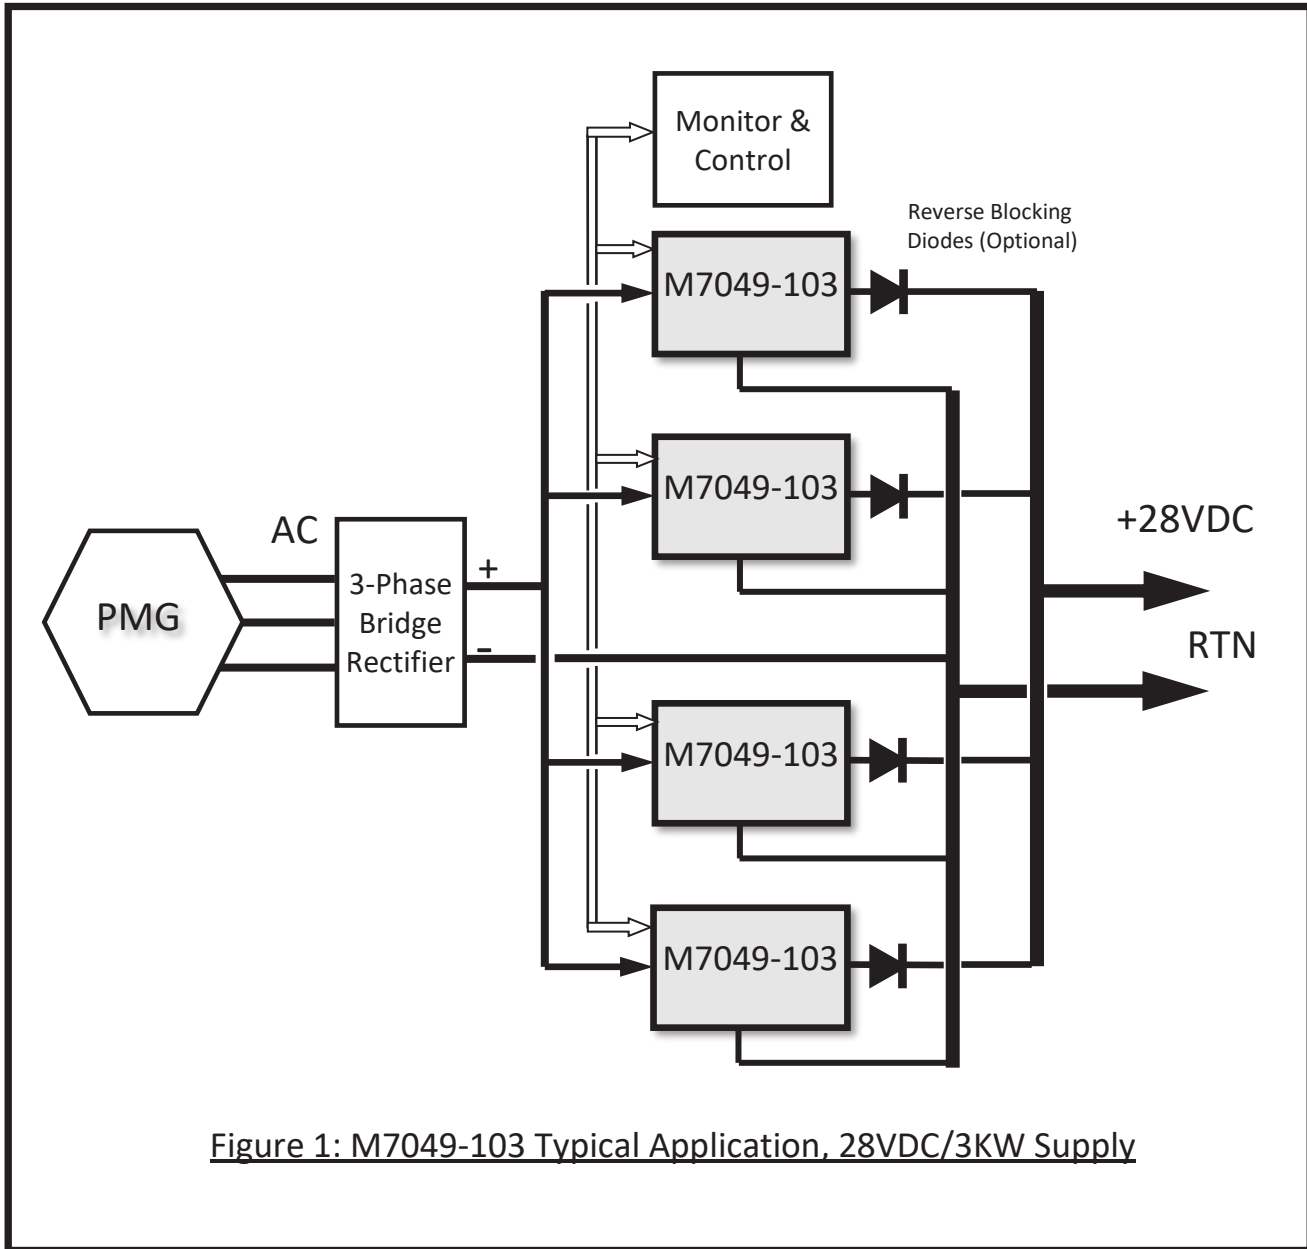 Monitor &
Control
Reverse Blocking
Diodes (Optional)
M7049-103
M7049-103
+28VDC
AC
3-Phase
Bridge
Rectifier
+
-
PMG
RTN
M7049-103
M7049-103
Figure 1: M7049-103 Typical Application, 28VDC/3KW Supply